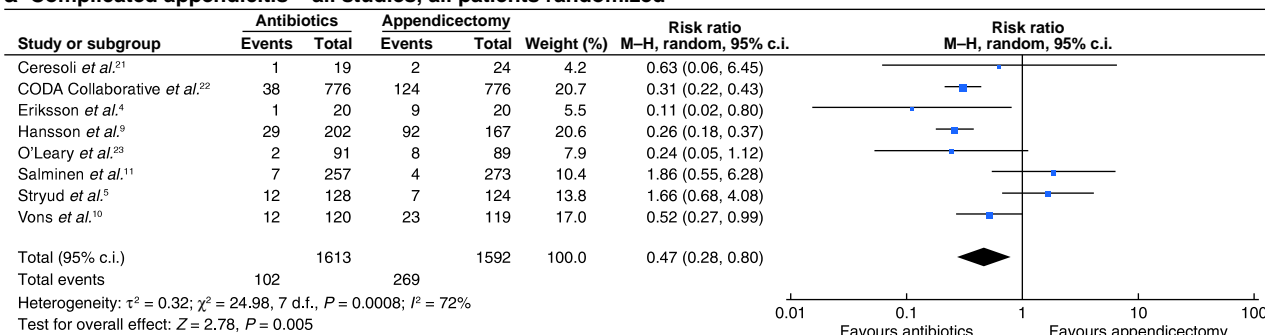 a Complicated appendicitis – all studies, all patients randomized
Antibiotics Appendicectomy Risk ratio Risk ratio
Study or subgroup Events Total Events Total Weight (%) M–H, random, 95% c.i. M–H, random, 95% c.i.
Ceresoli et al.²¹ 1 19 2 24 4.2 0.63 (0.06, 6.45)
CODA Collaborative et al.²² 38 776 124 776 20.7 0.31 (0.22, 0.43)
Eriksson et al.⁴ 1 20 9 20 5.5 0.11 (0.02, 0.80)
Hansson et al.⁹ 29 202 92 167 20.6 0.26 (0.18, 0.37)
O'Leary et al.²³ 2 91 8 89 7.9 0.24 (0.05, 1.12)
Salminen et al.¹¹ 7 257 4 273 10.4 1.86 (0.55, 6.28)
Stryud et al.⁵ 12 128 7 124 13.8 1.66 (0.68, 4.08)
Vons et al.¹⁰ 12 120 23 119 17.0 0.52 (0.27, 0.99)
Total (95% c.i.) 1613 1592 100.0 0.47 (0.28, 0.80)
Total events 102 269
Heterogeneity: τ² = 0.32; χ² = 24.98, 7 d.f., P = 0.0008; I² = 72%
Test for overall effect: Z = 2.78, P = 0.005
0.01 0.1 1 10 100
Favours antibiotics Favours appendicectomy